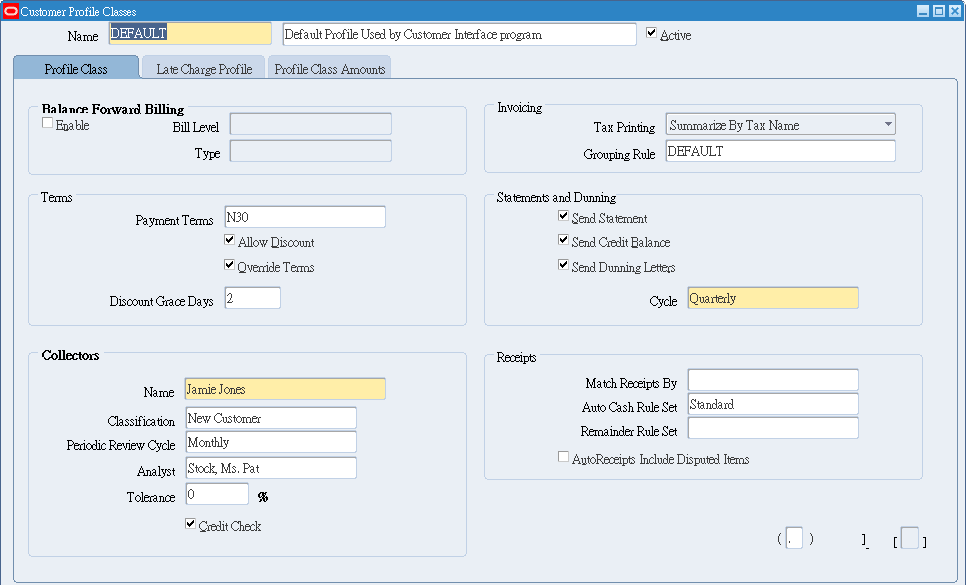 Customer Profile Classes
Name DEFAULT Default Profile Used by Customer Interface program Active
Profile Class Late Charge Profile Profile Class Amounts
Balance Forward Billing
Enable Bill Level
Type
Invoicing
Tax Printing Summarize By Tax Name
Grouping Rule DEFAULT
Terms
Payment Terms N30
Allow Discount
Override Terms
Discount Grace Days 2
Statements and Dunning
Send Statement
Send Credit Balance
Send Dunning Letters
Cycle Quarterly
Collectors
Name Jamie Jones
Classification New Customer
Periodic Review Cycle Monthly
Analyst Stock, Ms. Pat
Tolerance 0 %
Credit Check
Receipts
Match Receipts By
Auto Cash Rule Set Standard
Remainder Rule Set
AutoReceipts Include Disputed Items
( . ) ] [ ]